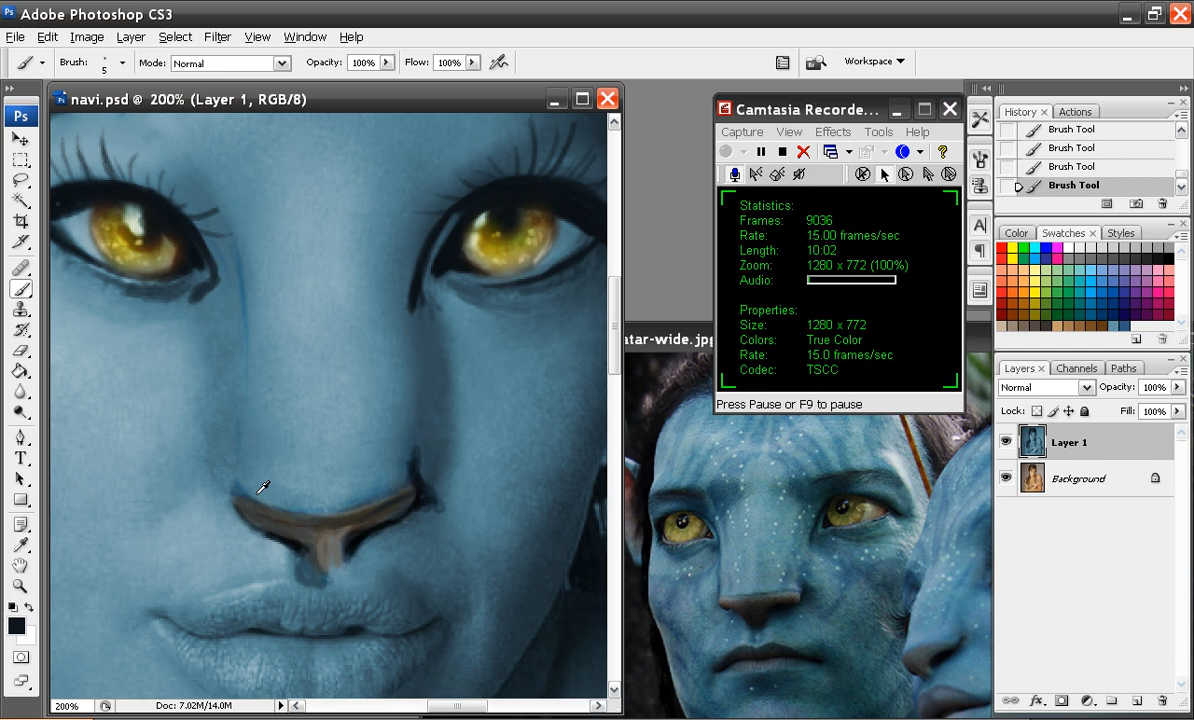 Adobe Photoshop CS3
File Edit Image Layer Select Filter View Window Help
Brush: 5 Mode: Normal Opacity: 100% Flow: 100% Workspace
navi.psd @ 200% (Layer 1, RGB/8)
Ps
T
200% Doc: 7.02M/14.0M
atar-wide.jpg
Camtasia Recorde...
Capture View Effects Tools Help
Statistics:
Frames: 9036
Rate: 15.00 frames/sec
Length: 10:02
Zoom: 1280 x 772 (100%)
Audio:
Properties:
Size: 1280 x 772
Colors: True Color
Rate: 15.0 frames/sec
Codec: TSCC
Press Pause or F9 to pause
History x Actions
Brush Tool
Brush Tool
Brush Tool
Brush Tool
Color Swatches x Styles
Layers x Channels Paths
Normal Opacity: 100%
Lock: Fill: 100%
Layer 1
Background